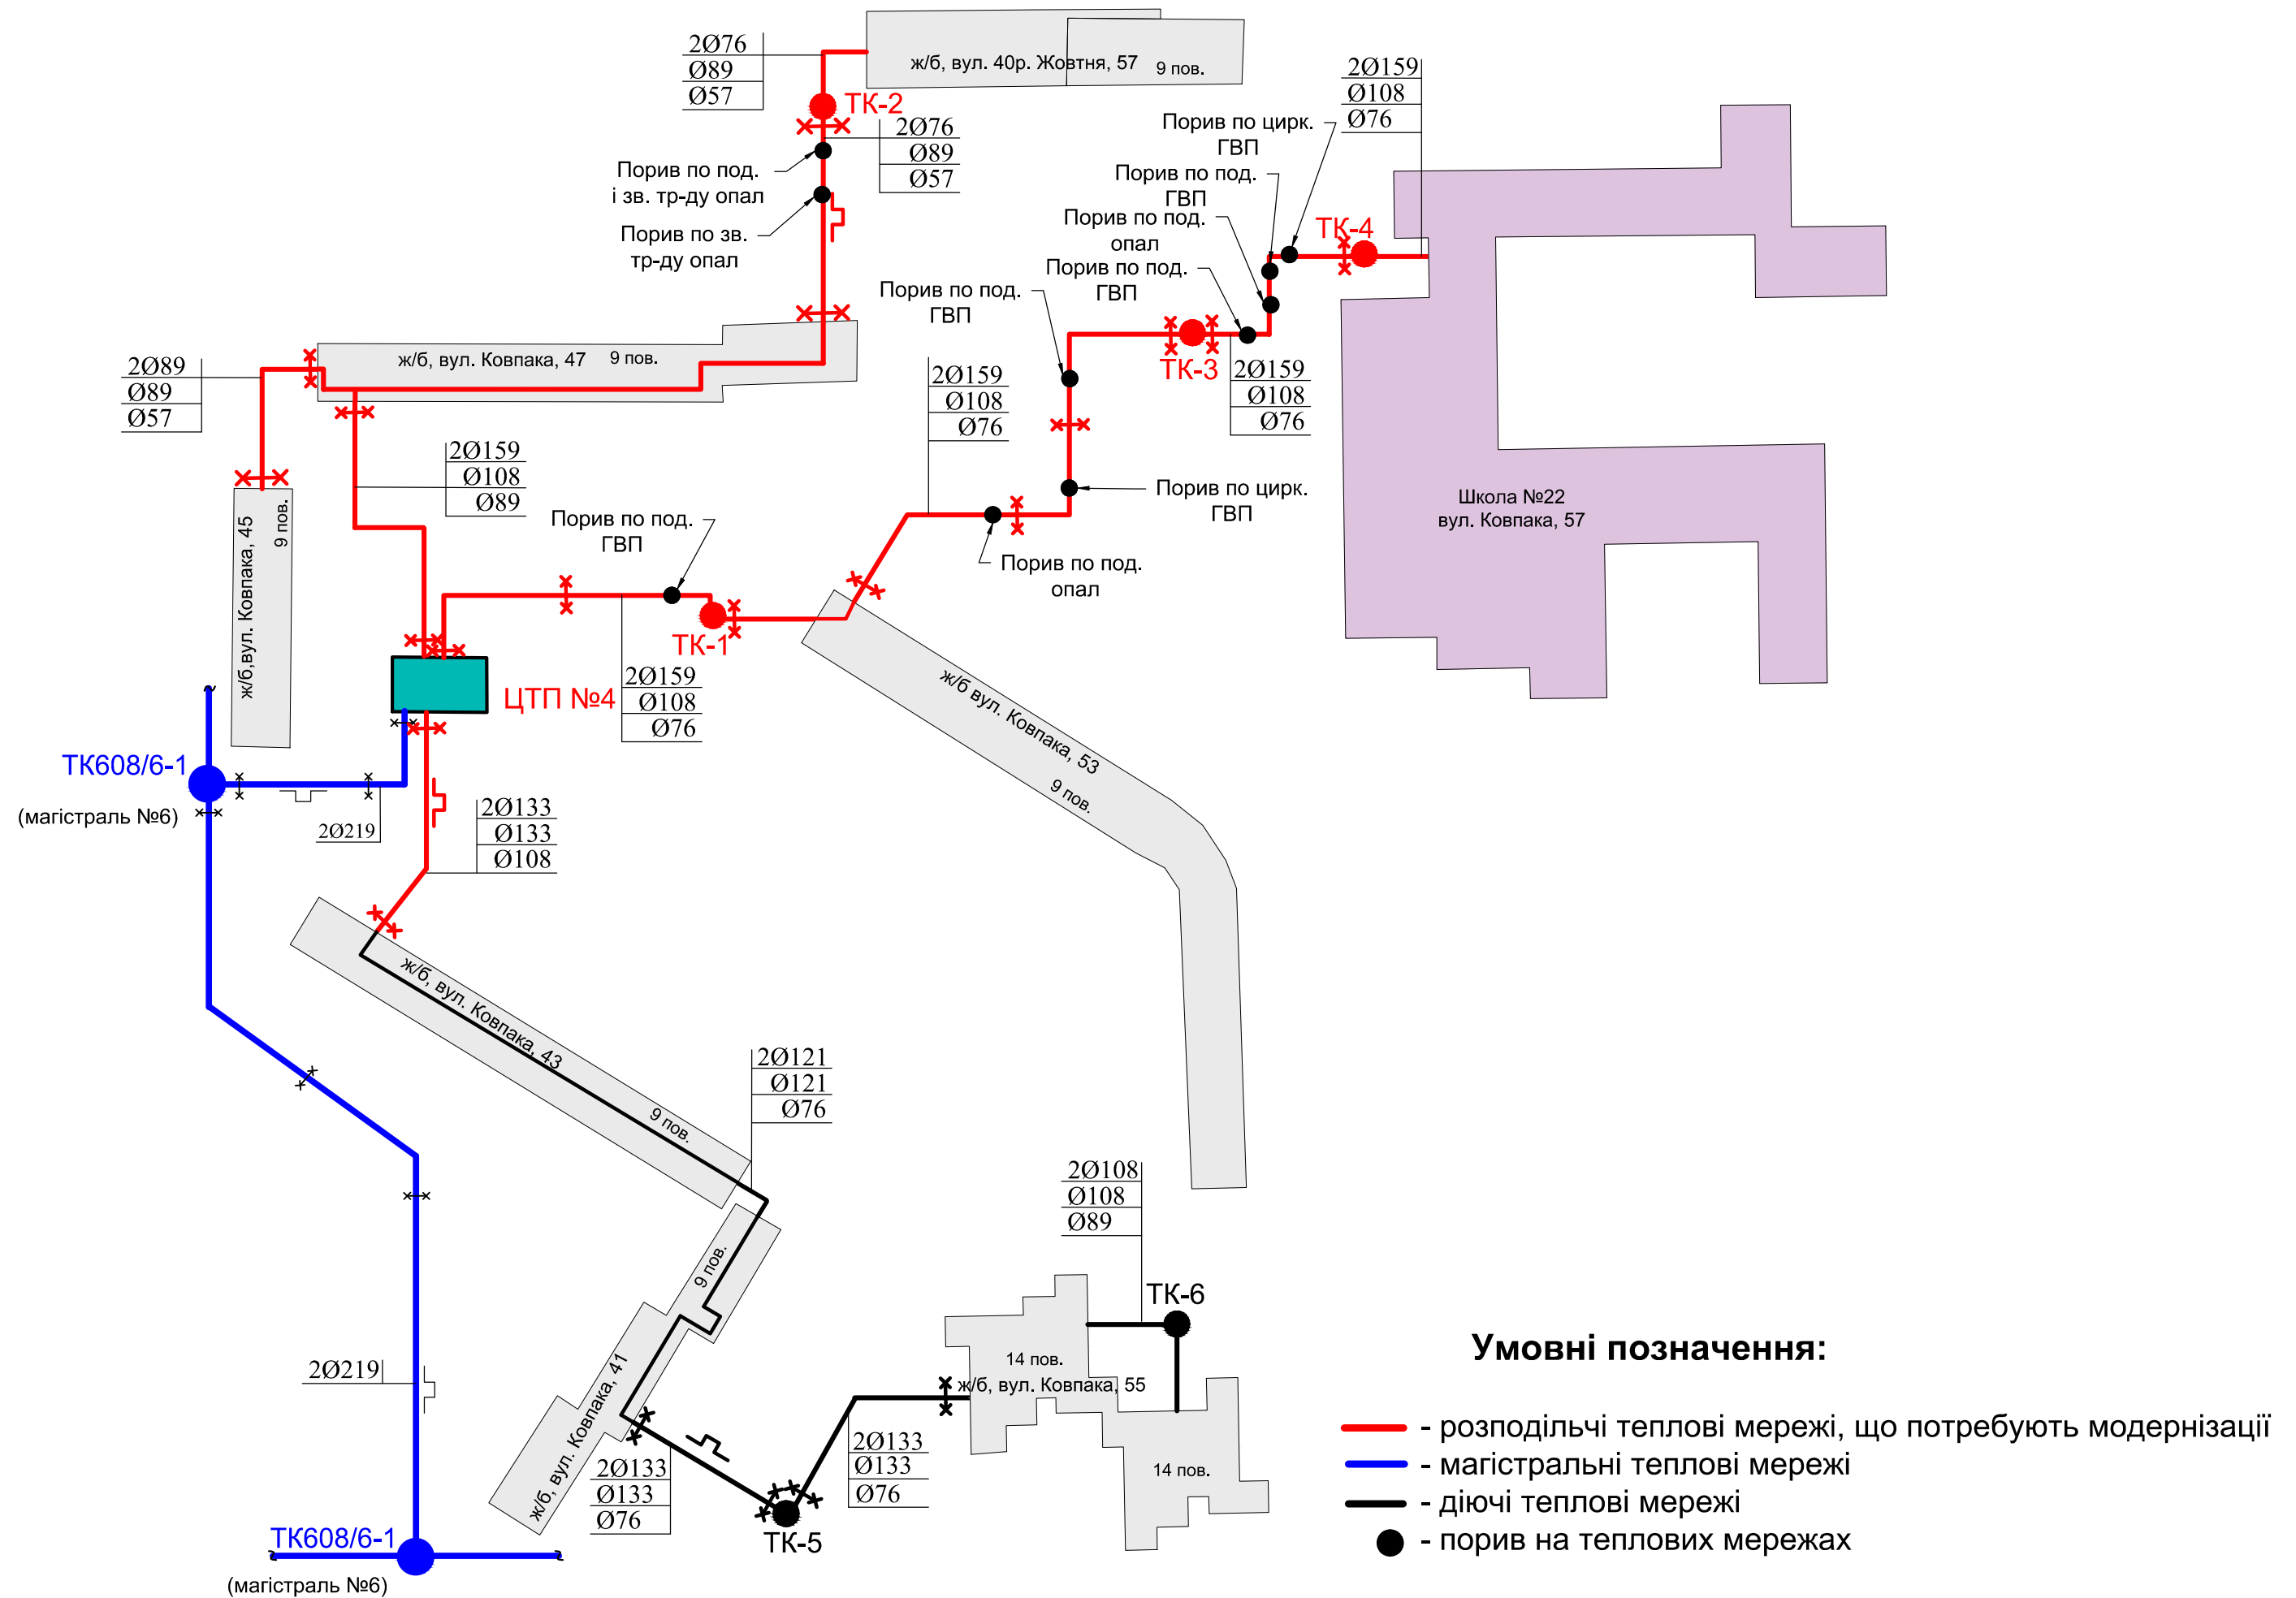 2Ø76
Ø89
Ø57
ж/б, вул. 40р. Жовтня, 57
9 пов.
ТК-2
2Ø76
Ø89
Ø57
Порив по под.
і зв. тр-ду опал
Порив по зв.
тр-ду опал
2Ø159
Ø108
Ø76
Порив по цирк.
ГВП
Порив по под.
ГВП
Порив по под.
опал
Порив по под.
ГВП
ТК-4
Порив по под.
ГВП
ТК-3
2Ø159
Ø108
Ø76
2Ø159
Ø108
Ø76
2Ø89
Ø89
Ø57
ж/б, вул. Ковпака, 47
9 пов.
2Ø159
Ø108
Ø89
ж/б,вул. Ковпака, 45
9 пов.
Порив по под.
ГВП
Порив по цирк.
ГВП
Порив по под.
опал
Школа №22
вул. Ковпака, 57
ТК-1
ЦТП №4
2Ø159
Ø108
Ø76
ж/б вул. Ковпака, 53
9 пов.
ТК608/6-1
(магістраль №6)
2Ø219
2Ø133
Ø133
Ø108
ж/б, вул. Ковпака, 43
9 пов.
2Ø121
Ø121
Ø76
9 пов.
ж/б, вул. Ковпака, 41
2Ø108
Ø108
Ø89
ТК-6
14 пов.
ж/б, вул. Ковпака, 55
14 пов.
2Ø219
2Ø133
Ø133
Ø76
2Ø133
Ø133
Ø76
ТК-5
ТК608/6-1
(магістраль №6)
Умовні позначення:
- розподільчі теплові мережі, що потребують модернізації
- магістральні теплові мережі
- діючі теплові мережі
- порив на теплових мережах